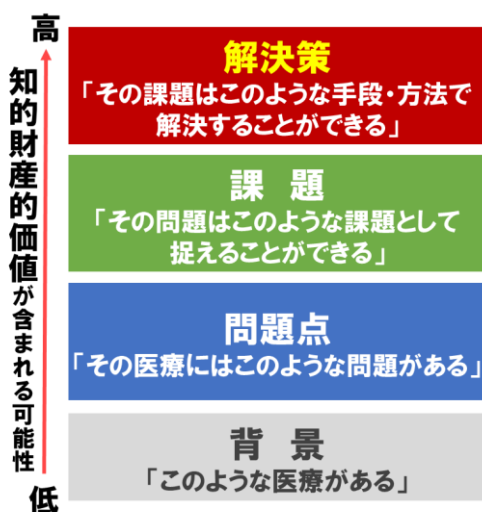 高
知的財産的価値が含まれる可能性
低
解決策
「その課題はこのような手段・方法で
解決することができる」
課 題
「その問題はこのような課題として
捉えることができる」
問題点
「その医療にはこのような問題がある」
背 景
「このような医療がある」